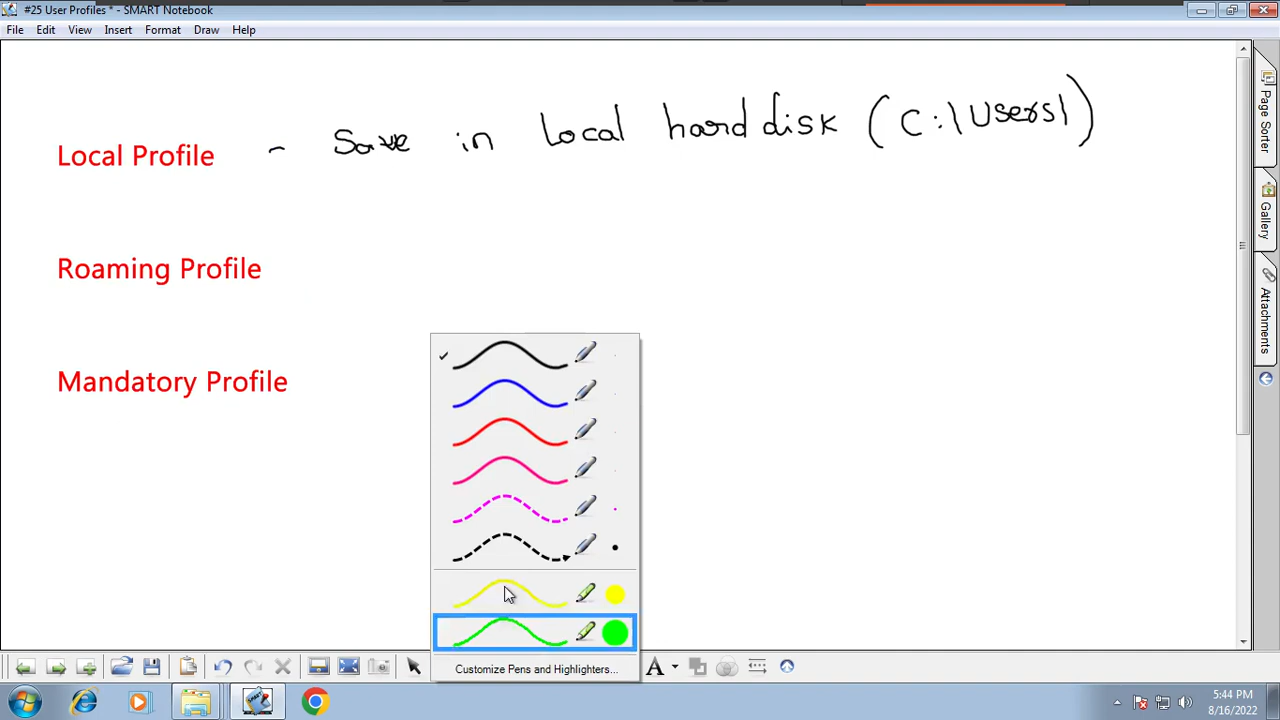 #25 User Profiles * - SMART Notebook
File Edit View Insert Format Draw Help
Local Profile - Save in local hard disk (C:\Users\)
Roaming Profile
Mandatory Profile
Customize Pens and Highlighters...
A
Page Sorter
Gallery
Attachments
5:44 PM
8/16/2022